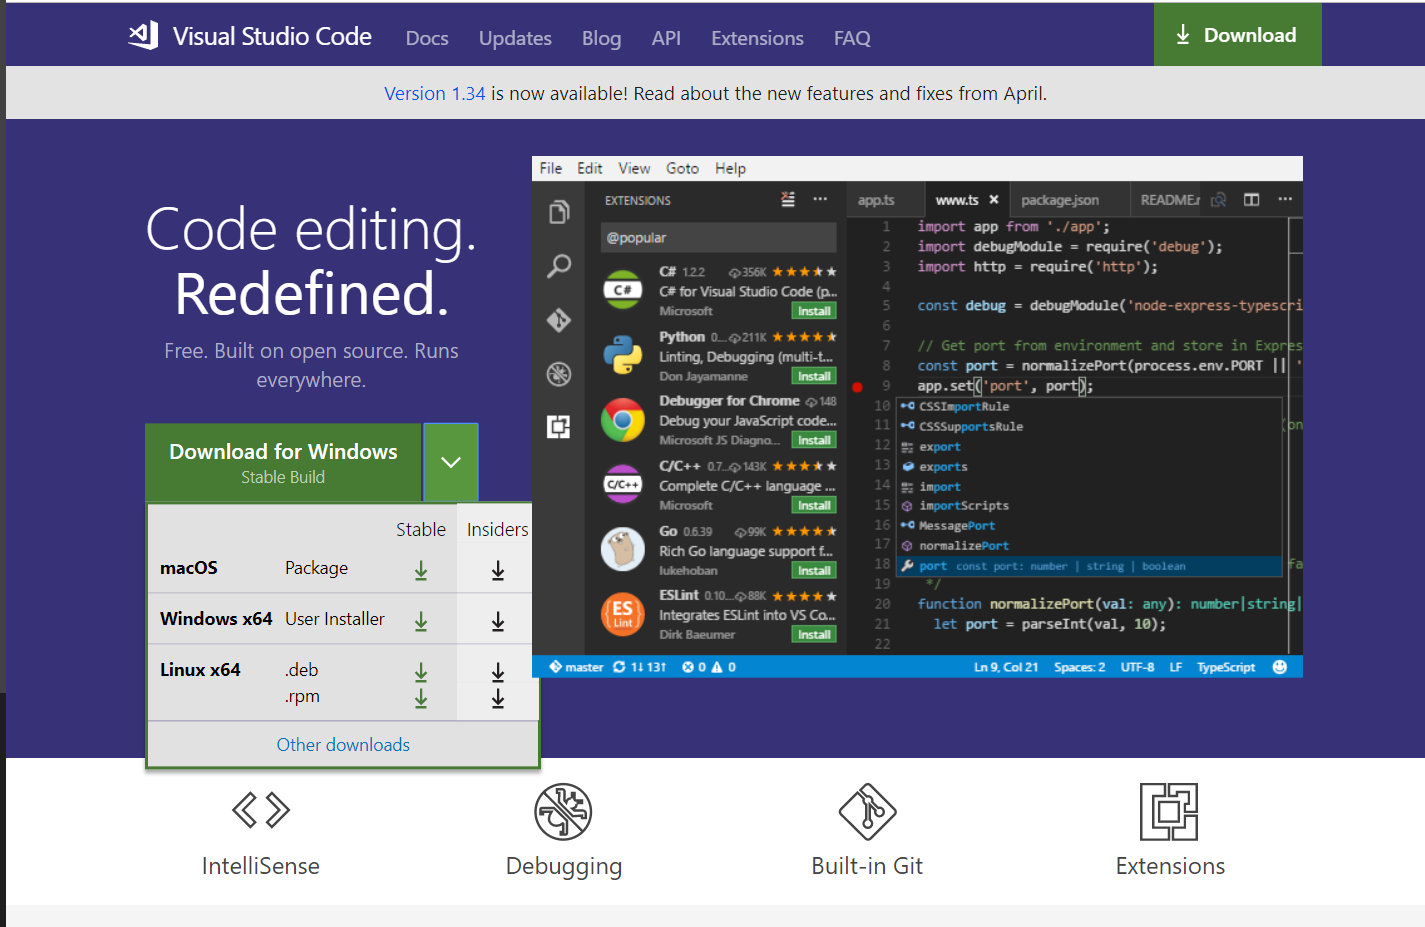 Visual Studio Code Docs Updates Blog API Extensions FAQ Download
Version 1.34 is now available! Read about the new features and fixes from April.
Code editing.
Redefined.
Free. Built on open source. Runs
everywhere.
Download for Windows
Stable Build
Stable Insiders
macOS Package
Windows x64 User Installer
Linux x64 .deb
.rpm
Other downloads
File Edit View Goto Help
EXTENSIONS
@popular
C# 1.2.2 356K
C# for Visual Studio Code (p...
Microsoft Install
C#
Python 0... 211K
Linting, Debugging (multi-t...
Don Jayamanne Install
Debugger for Chrome 148
Debug your JavaScript code...
Microsoft JS Diagno... Install
C/C++ 0.7... 143K
Complete C/C++ language ...
Microsoft Install
C/C++
Go 0.6.39 99K
Rich Go language support f...
lukehoban Install
ESLint 0.10... 88K
Integrates ESLint into VS Co...
Dirk Baeumer Install
ES
Lint
app.ts www.ts package.json README.r
1 import app from './app';
2 import debugModule = require('debug');
3 import http = require('http');
4
5 const debug = debugModule('node-express-typescri
6
7 // Get port from environment and store in Expres
8 const port = normalizePort(process.env.PORT || '
9 app.set('port', port);
10 CSSImportRule
11 CSSSupportsRule (on
12 export
13 exports
14 import
15 importScripts
16 MessagePort
17 normalizePort
18 port const port: number | string | boolean fa
19 */
20 function normalizePort(val: any): number|string|
21 let port = parseInt(val, 10);
22
master 1↓ 13↑ 0 0 Ln 9, Col 21 Spaces: 2 UTF-8 LF TypeScript
IntelliSense Debugging Built-in Git Extensions